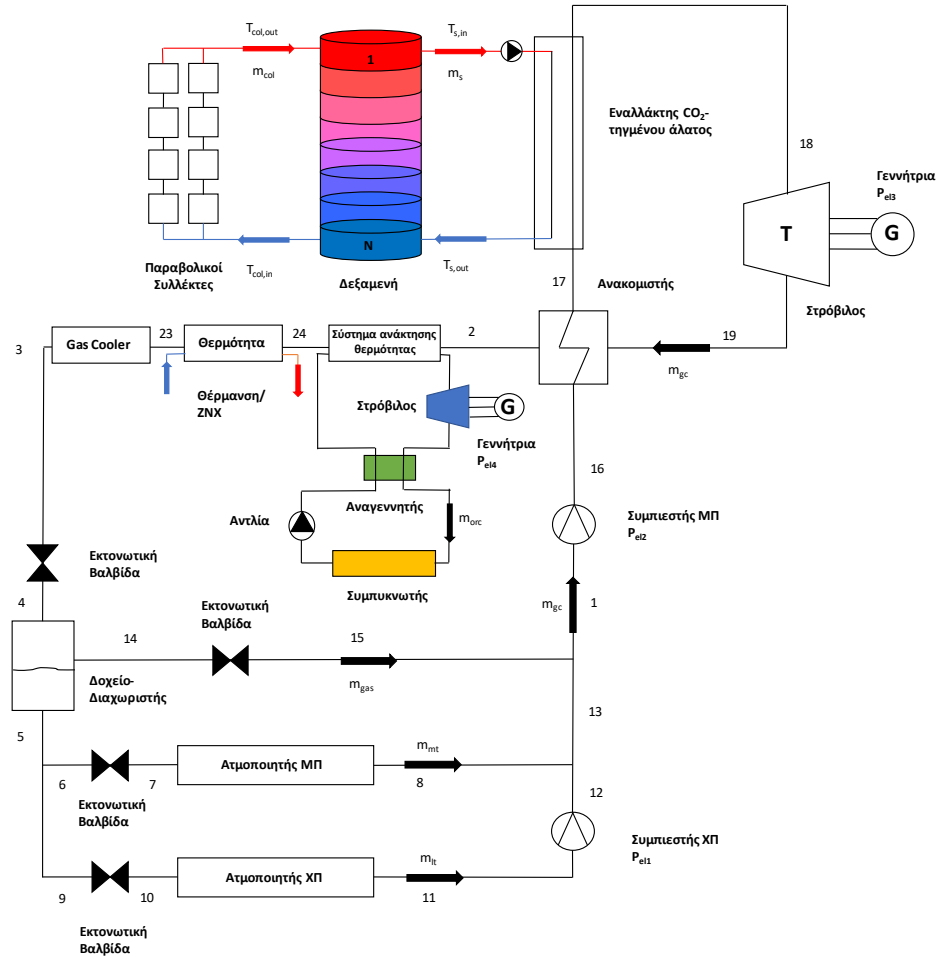 T_col,out
T_s,in
m_col
m_s
1
N
T_col,in
T_s,out
Παραβολικοί
Συλλέκτες
Δεξαμενή
Εναλλάκτης CO₂-
τηγμένου άλατος
18
Γεννήτρια
P_el3
T
G
Στρόβιλος
17
Ανακομιστής
19
m_gc
3
Gas Cooler
23
Θερμότητα
24
Σύστημα ανάκτησης
θερμότητας
2
Θέρμανση/
ΖΝΧ
Στρόβιλος
G
Γεννήτρια
P_el4
16
Αναγεννητής
Αντλία
m_orc
Συμπιεστής ΜΠ
P_el2
Συμπυκνωτής
Εκτονωτική
Βαλβίδα
4
Εκτονωτική
Βαλβίδα
m_gc
1
14
15
m_gas
Δοχείο-
Διαχωριστής
5
13
m_mt
6
7
Ατμοποιητής ΜΠ
8
Εκτονωτική
Βαλβίδα
12
Συμπιεστής ΧΠ
P_el1
m_lt
9
10
Ατμοποιητής ΧΠ
11
Εκτονωτική
Βαλβίδα